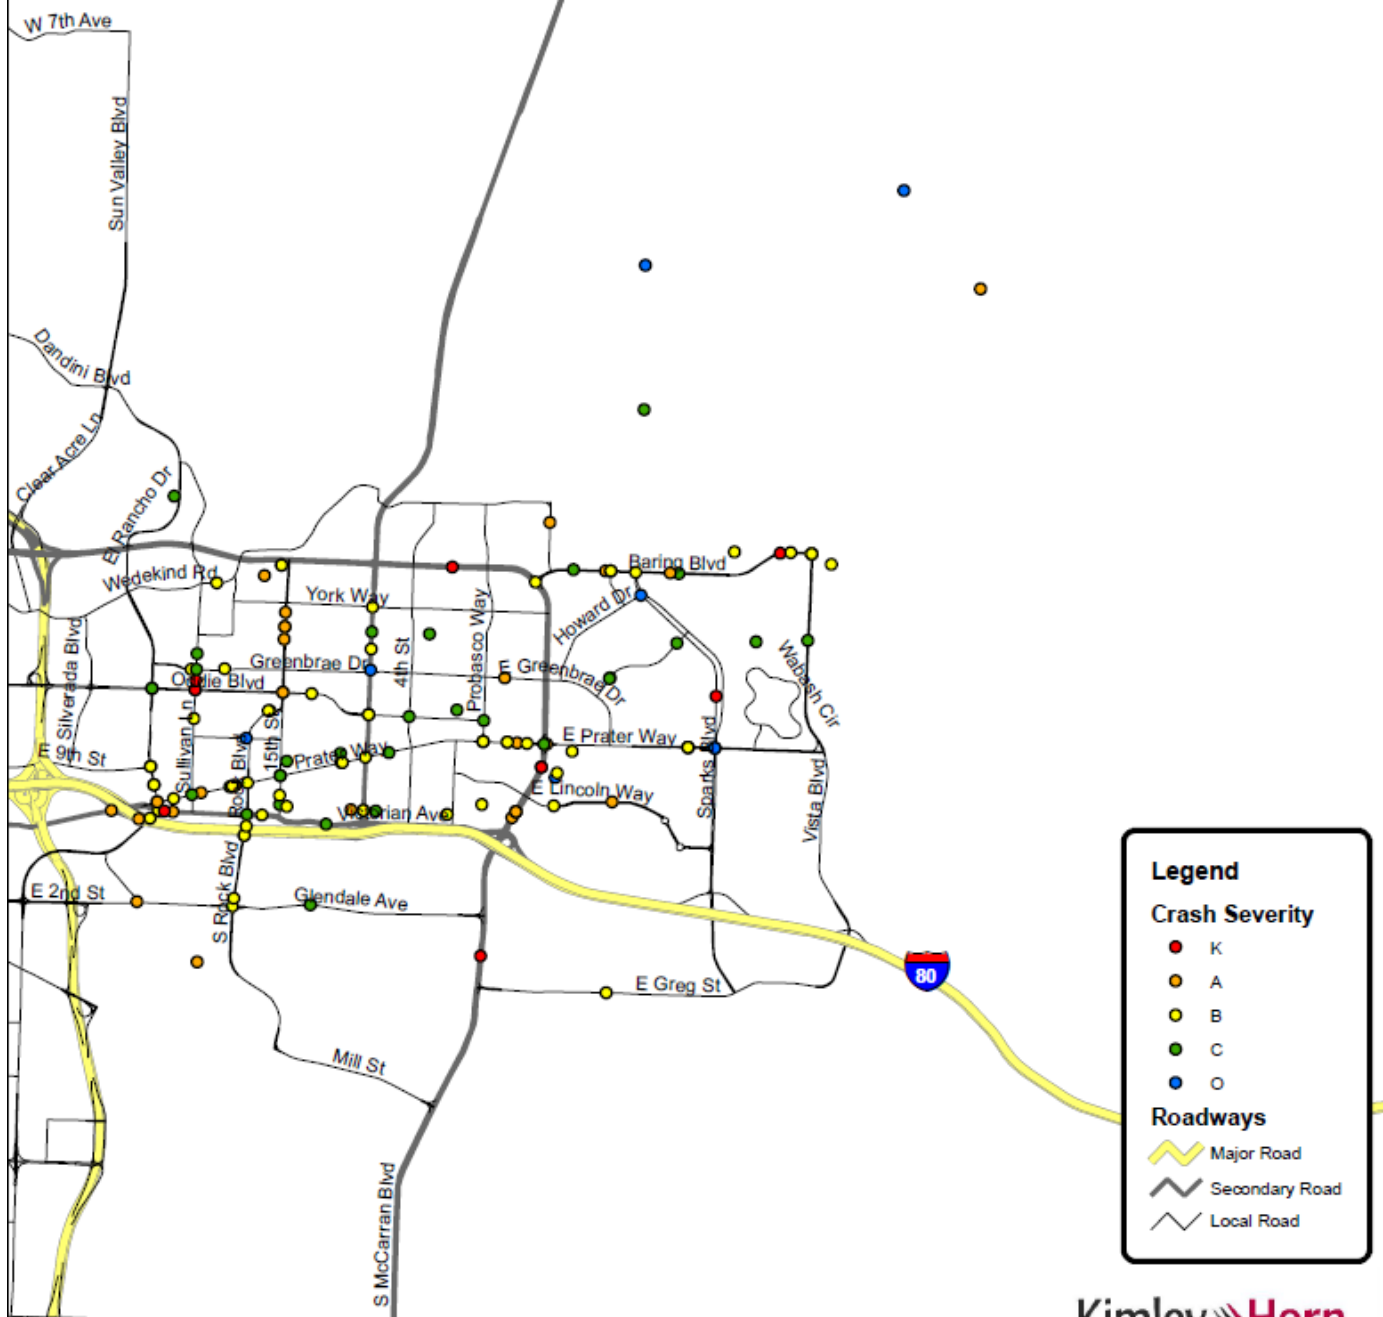 W 7th Ave
Sun Valley Blvd
Dandini Blvd
Clear Acre Ln
El Rancho Dr
Wedekind Rd
Baring Blvd
York Way
Howard Dr
Silverada Blvd
4th St
Probasco Way
Greenbrae Dr
E Greenbrae Dr
Oddie Blvd
Wabash Cir
Sullivan Ln
15th St
Rock Blvd
E Prater Way
Prater Way
E 9th St
Sparks Blvd
E Lincoln Way
Victorian Ave
Vista Blvd
S Rock Blvd
E 2nd St
Glendale Ave
E Greg St
80
Mill St
S McCarran Blvd
Legend
Crash Severity
K
A
B
C
O
Roadways
Major Road
Secondary Road
Local Road
Kimley Horn